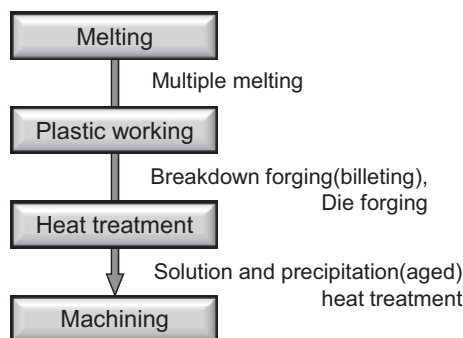 Melting
Multiple melting
Plastic working
Breakdown forging(billeting),
Die forging
Heat treatment
Solution and precipitation(aged)
heat treatment
Machining